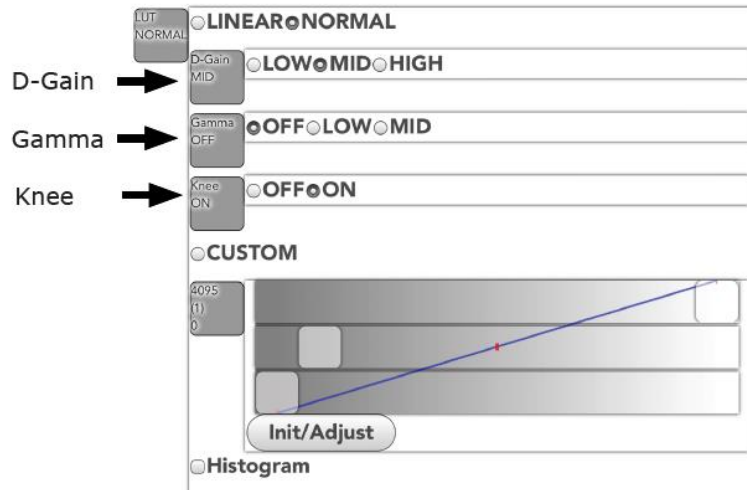 LUT
NORMAL
LINEAR NORMAL
D-Gain
D-Gain
MID
LOW MID HIGH
Gamma
Gamma
OFF
OFF LOW MID
Knee
Knee
ON
OFF ON
CUSTOM
4095
(1)
0
Init/Adjust
Histogram